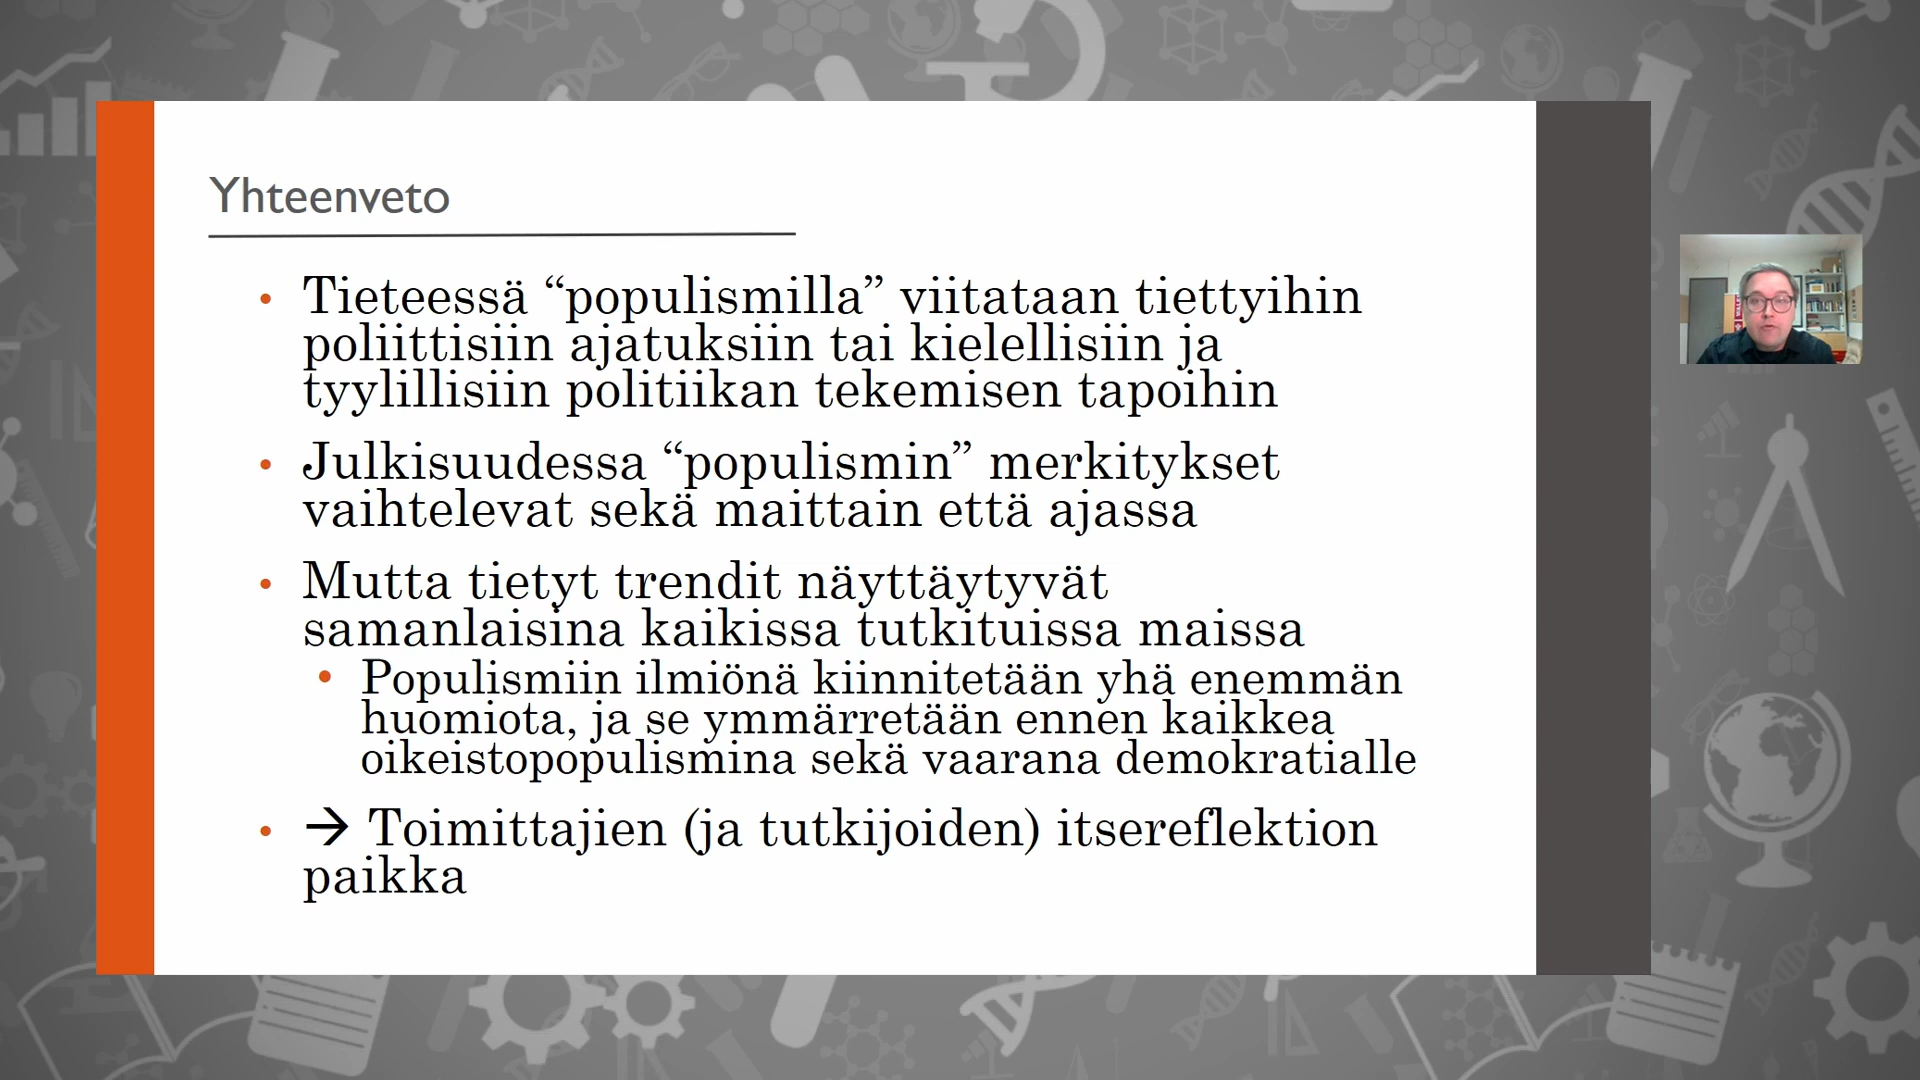 Yhteenveto
• Tieteessä “populismilla” viitataan tiettyihin
poliittisiin ajatuksiin tai kielellisiin ja
tyylillisiin politiikan tekemisen tapoihin
• Julkisuudessa “populismin” merkitykset
vaihtelevat sekä maittain että ajassa
• Mutta tietyt trendit näyttäytyvät
samanlaisina kaikissa tutkituissa maissa
• Populismiin ilmiönä kiinnitetään yhä enemmän
huomiota, ja se ymmärretään ennen kaikkea
oikeistopopulismina sekä vaarana demokratialle
• → Toimittajien (ja tutkijoiden) itsereflektion
paikka